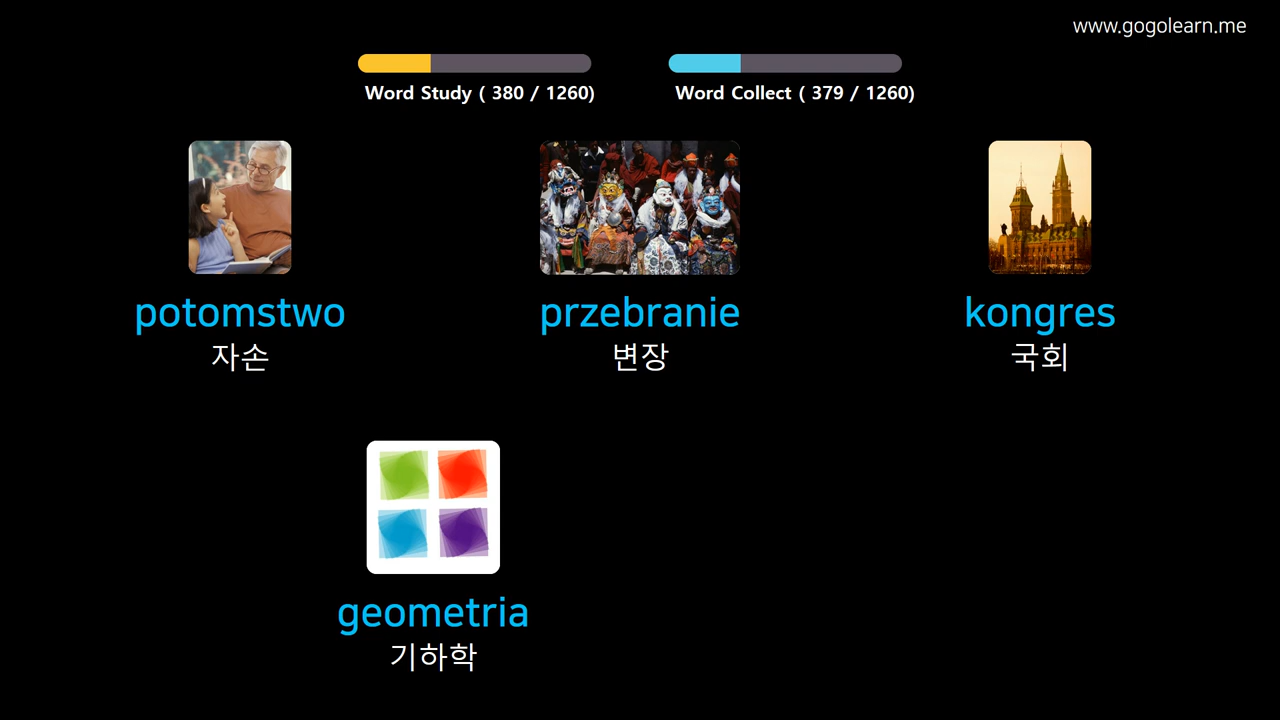 www.gogolearn.me
Word Study ( 380 / 1260)
Word Collect ( 379 / 1260)
potomstwo
자손
przebranie
변장
kongres
국회
geometria
기하학